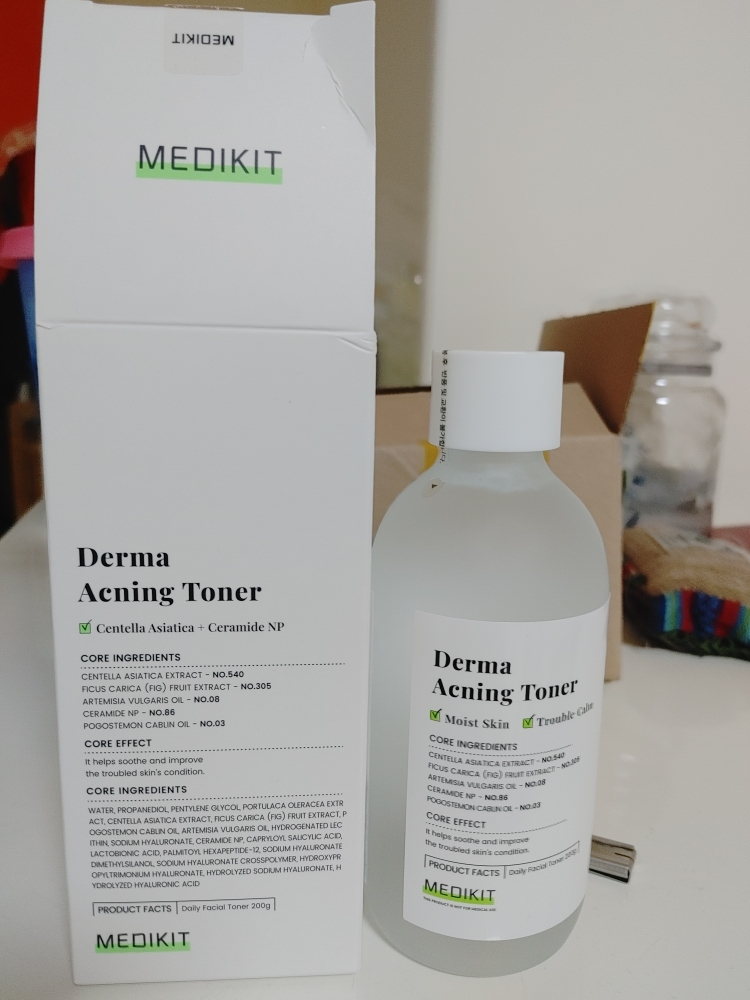 MEDIKIT
MEDIKIT
Derma
Acning Toner
Centella Asiatica + Ceramide NP
CORE INGREDIENTS
CENTELLA ASIATICA EXTRACT - NO.540
FICUS CARICA (FIG) FRUIT EXTRACT - NO.305
ARTEMISIA VULGARIS OIL - NO.08
CERAMIDE NP - NO.86
POGOSTEMON CABLIN OIL - NO.03
CORE EFFECT
It helps soothe and improve
the troubled skin's condition.
CORE INGREDIENTS
WATER, PROPANEDIOL, PENTYLENE GLYCOL, PORTULACA OLERACEA EXTR
ACT, CENTELLA ASIATICA EXTRACT, FICUS CARICA (FIG) FRUIT EXTRACT, P
OGOSTEMON CABLIN OIL, ARTEMISIA VULGARIS OIL, HYDROGENATED LEC
ITHIN, SODIUM HYALURONATE, CERAMIDE NP, CAPRYLOYL SALICYLIC ACID,
LACTOBIONIC ACID, PALMITOYL HEXAPEPTIDE-12, SODIUM HYALURONATE
DIMETHYLSILANOL, SODIUM HYALURONATE CROSSPOLYMER, HYDROXYPR
OPYLTRIMONIUM HYALURONATE, HYDROLYZED SODIUM HYALURONATE, H
YDROLYZED HYALURONIC ACID
PRODUCT FACTS Daily Facial Toner 200g
MEDIKIT
Derma
Acning Toner
Moist Skin Trouble Calm
CORE INGREDIENTS
CENTELLA ASIATICA EXTRACT - NO.540
FICUS CARICA (FIG) FRUIT EXTRACT - NO.305
ARTEMISIA VULGARIS OIL - NO.08
CERAMIDE NP - NO.86
POGOSTEMON CABLIN OIL - NO.03
CORE EFFECT
It helps soothe and improve
the troubled skin's condition.
PRODUCT FACTS Daily Facial Toner 200g
MEDIKIT
THIS PRODUCT IS NOT FOR MEDICAL USE